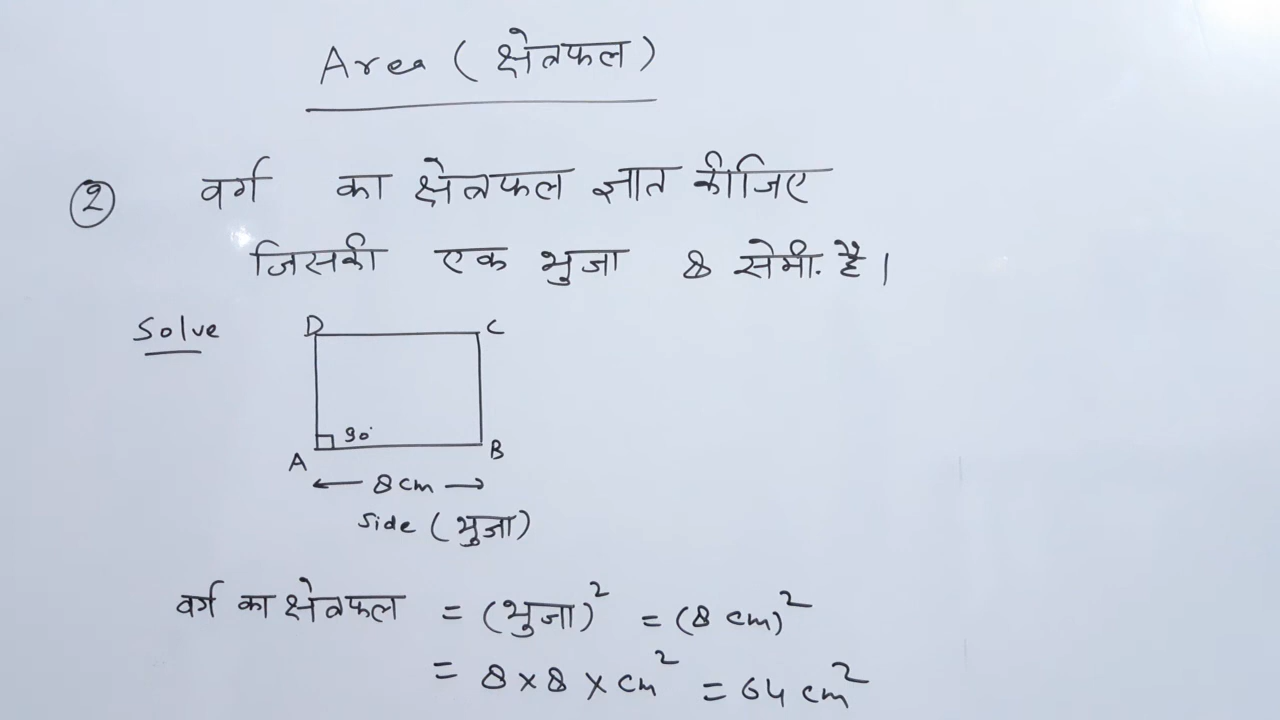 Area (क्षेत्रफल)
② वर्ग का क्षेत्रफल ज्ञात कीजिए
जिसकी एक भुजा 8 सेमी. है।
Solve
D C
90°
A B
← 8 cm →
Side (भुजा)
वर्ग का क्षेत्रफल = (भुजा)² = (8 cm)²
= 8 × 8 × cm² = 64 cm²